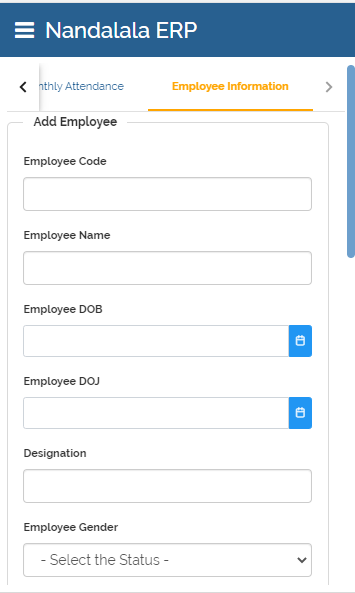 Nandalala ERP
nthly Attendance Employee Information
Add Employee
Employee Code
Employee Name
Employee DOB
Employee DOJ
Designation
Employee Gender
- Select the Status -